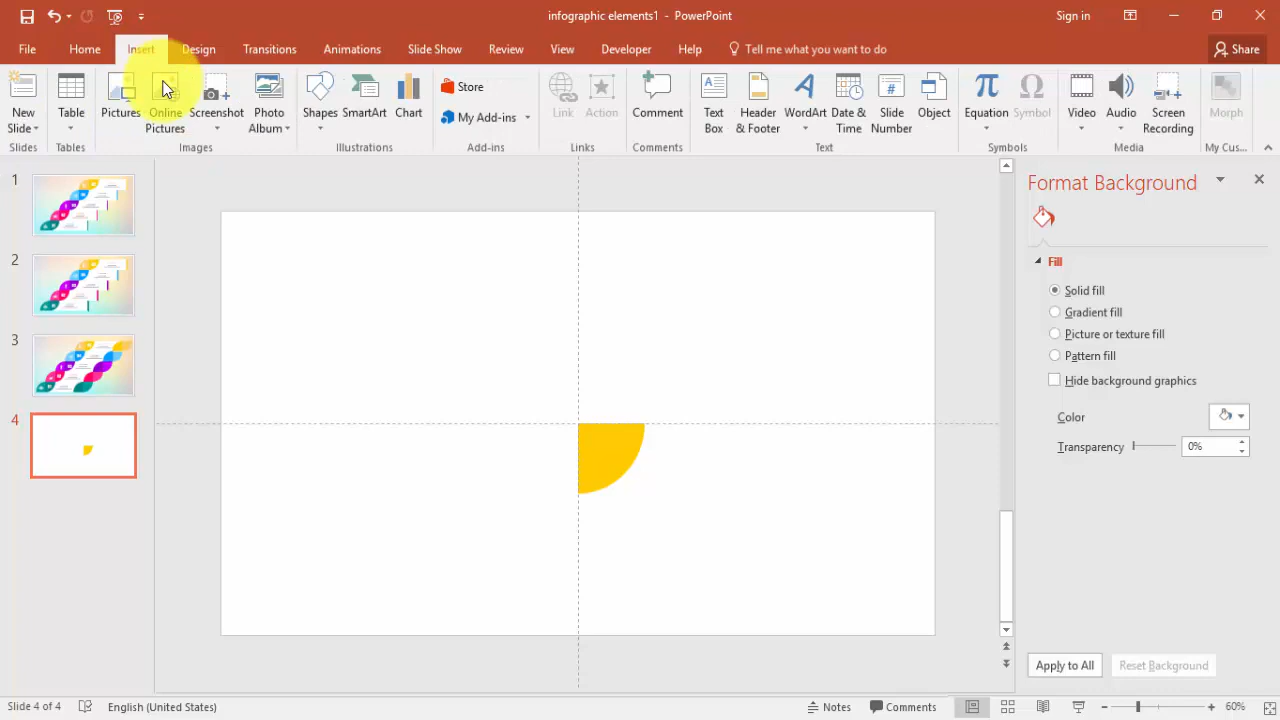 infographic elements1 - PowerPoint
Sign in
File Home Insert Design Transitions Animations Slide Show Review View Developer Help Tell me what you want to do Share
New Slide
Table
Pictures
Online Pictures
Screenshot
Photo Album
Shapes
SmartArt
Chart
Store
My Add-ins
Link
Action
Comment
Text Box
Header & Footer
WordArt
Date & Time
Slide Number
Object
Equation
Symbol
Video
Audio
Screen Recording
Morph
Slides Tables Images Illustrations Add-ins Links Comments Text Symbols Media My Cus...
1
2
3
4
Format Background
Fill
Solid fill
Gradient fill
Picture or texture fill
Pattern fill
Hide background graphics
Color
Transparency 0%
Apply to All Reset Background
Slide 4 of 4 English (United States) Notes Comments 60%